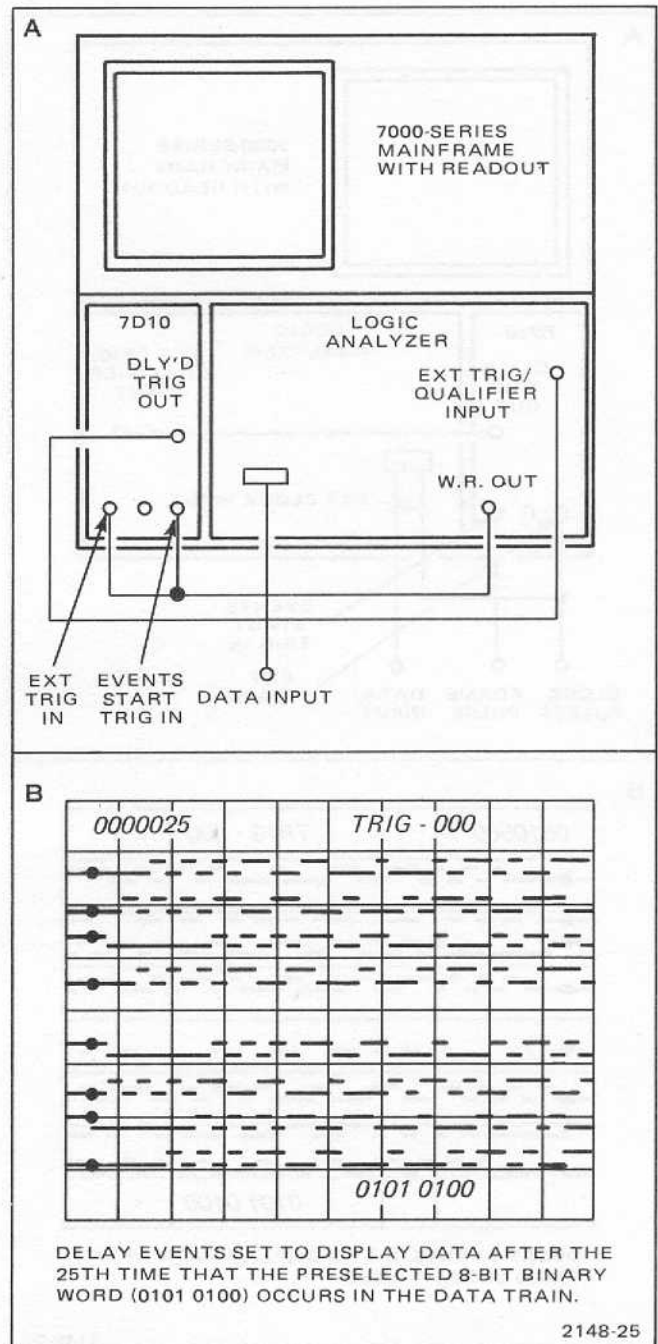 A
7000-SERIES
MAINFRAME
WITH READOUT
7D10
LOGIC
ANALYZER
DLY'D
TRIG
OUT
EXT TRIG/
QUALIFIER
INPUT
W.R. OUT
EXT
TRIG
IN
EVENTS
START
TRIG IN
DATA INPUT
B
0000025
TRIG - 000
0101 0100
DELAY EVENTS SET TO DISPLAY DATA AFTER THE
25TH TIME THAT THE PRESELECTED 8-BIT BINARY
WORD (0101 0100) OCCURS IN THE DATA TRAIN.
2148-25